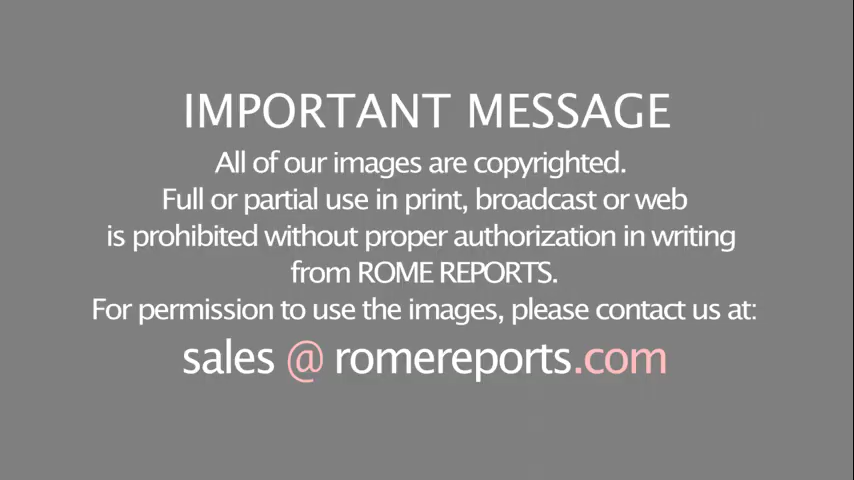 IMPORTANT MESSAGE
All of our images are copyrighted.
Full or partial use in print, broadcast or web
is prohibited without proper authorization in writing
from ROME REPORTS.
For permission to use the images, please contact us at:
sales @ romereports.com